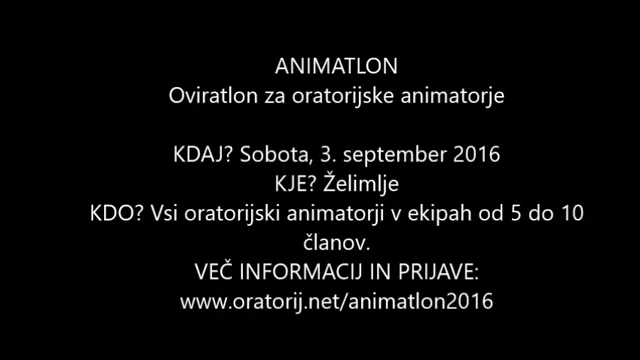 ANIMATLON
Oviratlon za oratorijske animatorje
KDAJ? Sobota, 3. september 2016
KJE? Želimlje
KDO? Vsi oratorijski animatorji v ekipah od 5 do 10
članov.
VEČ INFORMACIJ IN PRIJAVE:
www.oratorij.net/animatlon2016